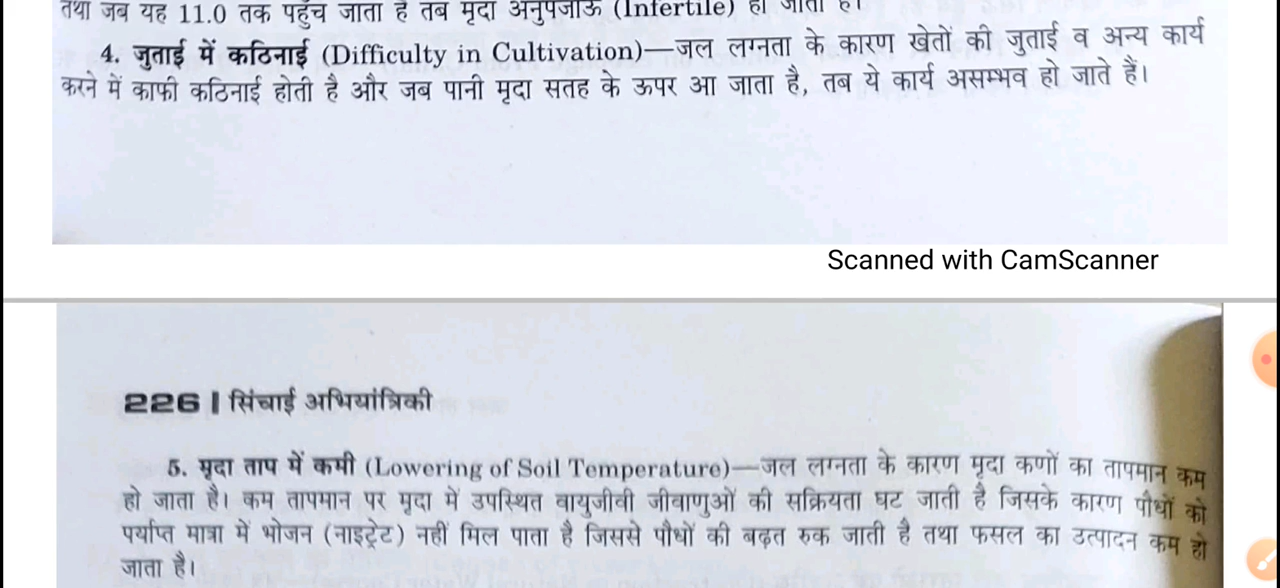 तथा जब यह 11.0 तक पहुँच जाता है तब मृदा अनुपजाऊ (Infertile) हो जाती है।
4. जुताई में कठिनाई (Difficulty in Cultivation)—जल लग्नता के कारण खेतों की जुताई व अन्य कार्य
करने में काफी कठिनाई होती है और जब पानी मृदा सतह के ऊपर आ जाता है, तब ये कार्य असम्भव हो जाते हैं।
Scanned with CamScanner
226 | सिंचाई अभियांत्रिकी
5. मृदा ताप में कमी (Lowering of Soil Temperature)—जल लग्नता के कारण मृदा कणों का तापमान कम
हो जाता है। कम तापमान पर मृदा में उपस्थित वायुजीवी जीवाणुओं की सक्रियता घट जाती है जिसके कारण पौधों को
पर्याप्त मात्रा में भोजन (नाइट्रेट) नहीं मिल पाता है जिससे पौधों की बढ़त रुक जाती है तथा फसल का उत्पादन कम हो
जाता है।